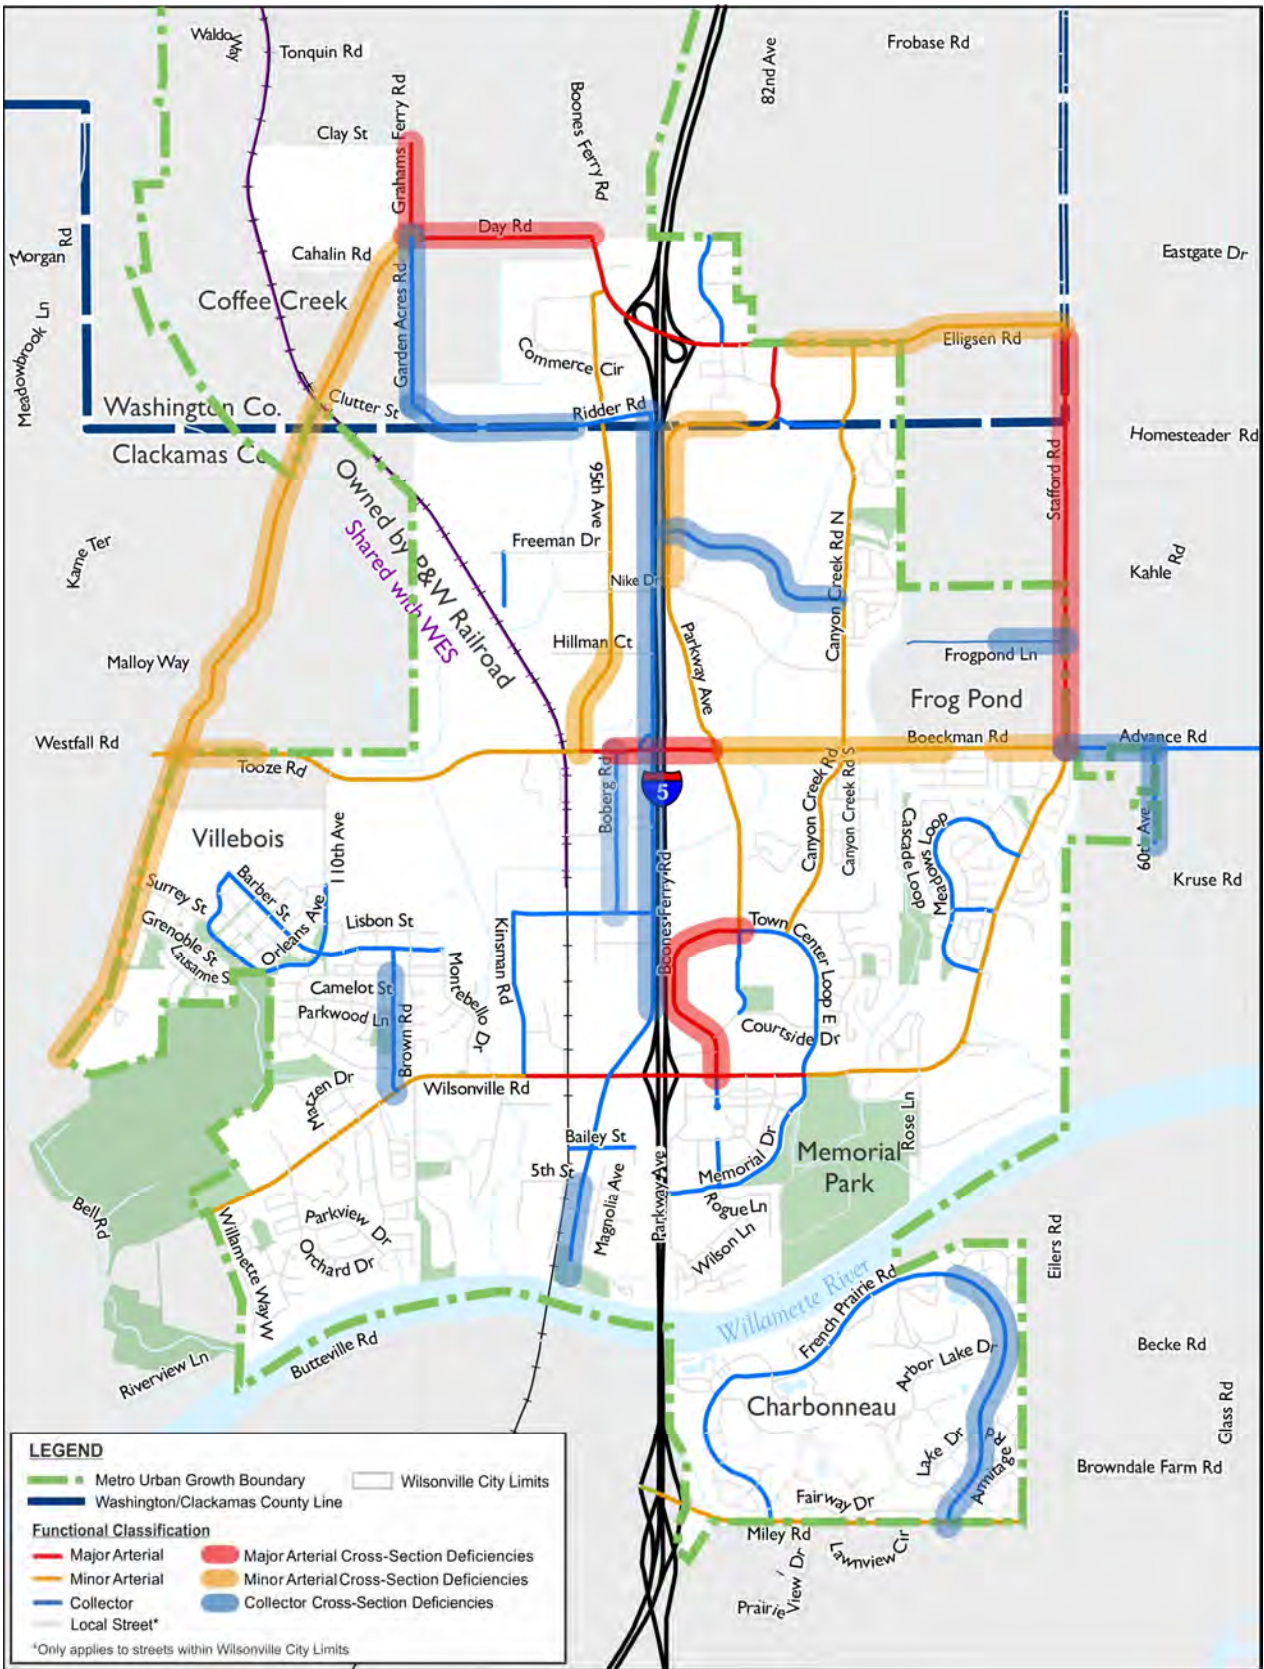 Waldo
Way
Tonquin Rd
Frobase Rd
82nd Ave
Grahams Ferry Rd
Boones Ferry Rd
Clay St
Day Rd
Morgan
Rd
Cahalin Rd
Eastgate Dr
Coffee Creek
Garden Acres Rd
Meadowbrook Ln
Elligsen Rd
Commerce Cir
Clutter St
Ridder Rd
Washington Co.
Clackamas Co
Homesteader Rd
Stafford Rd
Owned by P&W Railroad
Shared with WES
95th Ave
Canyon Creek Rd N
Kame Ter
Freeman Dr
Nike Dr
Kahle Rd
Hillman Ct
Parkway Ave
Malloy Way
Frogpond Ln
Frog Pond
Westfall Rd
Boeckman Rd
Advance Rd
Tooze Rd
Boberg Rd
5
Canyon Creek Rd
Canyon Creek Rd S
Cascade Loop
Meadows Loop
60th Ave
Villebois
110th Ave
Kruse Rd
Surrey St
Barber St
Orleans Ave
Lisbon St
Grenoble St
Lausanne S
Kinsman Rd
Boones Ferry Rd
Town Center Loop E
Camelot St
Parkwood Ln
Brown Rd
Montebello Dr
Courtside Dr
Marzen Dr
Wilsonville Rd
Rose Ln
Bailey St
Memorial Dr
Memorial
Park
5th St
Magnolia Ave
Parkway Ave
Rogue Ln
Wilson Ln
Bell Rd
Parkview Dr
Orchard Dr
Willamette Way W
Eilers Rd
Willamette River
French Prairie Rd
Butteville Rd
Riverview Ln
Arbor Lake Dr
Becke Rd
Charbonneau
Glass Rd
Lake Dr
Armitage Rd
Browndale Farm Rd
Fairway Dr
Miley Rd
Lawnview Cir
Prairie View Dr
LEGEND
Metro Urban Growth Boundary
Wilsonville City Limits
Washington/Clackamas County Line
Functional Classification
Major Arterial
Major Arterial Cross-Section Deficiencies
Minor Arterial
Minor Arterial Cross-Section Deficiencies
Collector
Collector Cross-Section Deficiencies
Local Street*
*Only applies to streets within Wilsonville City Limits